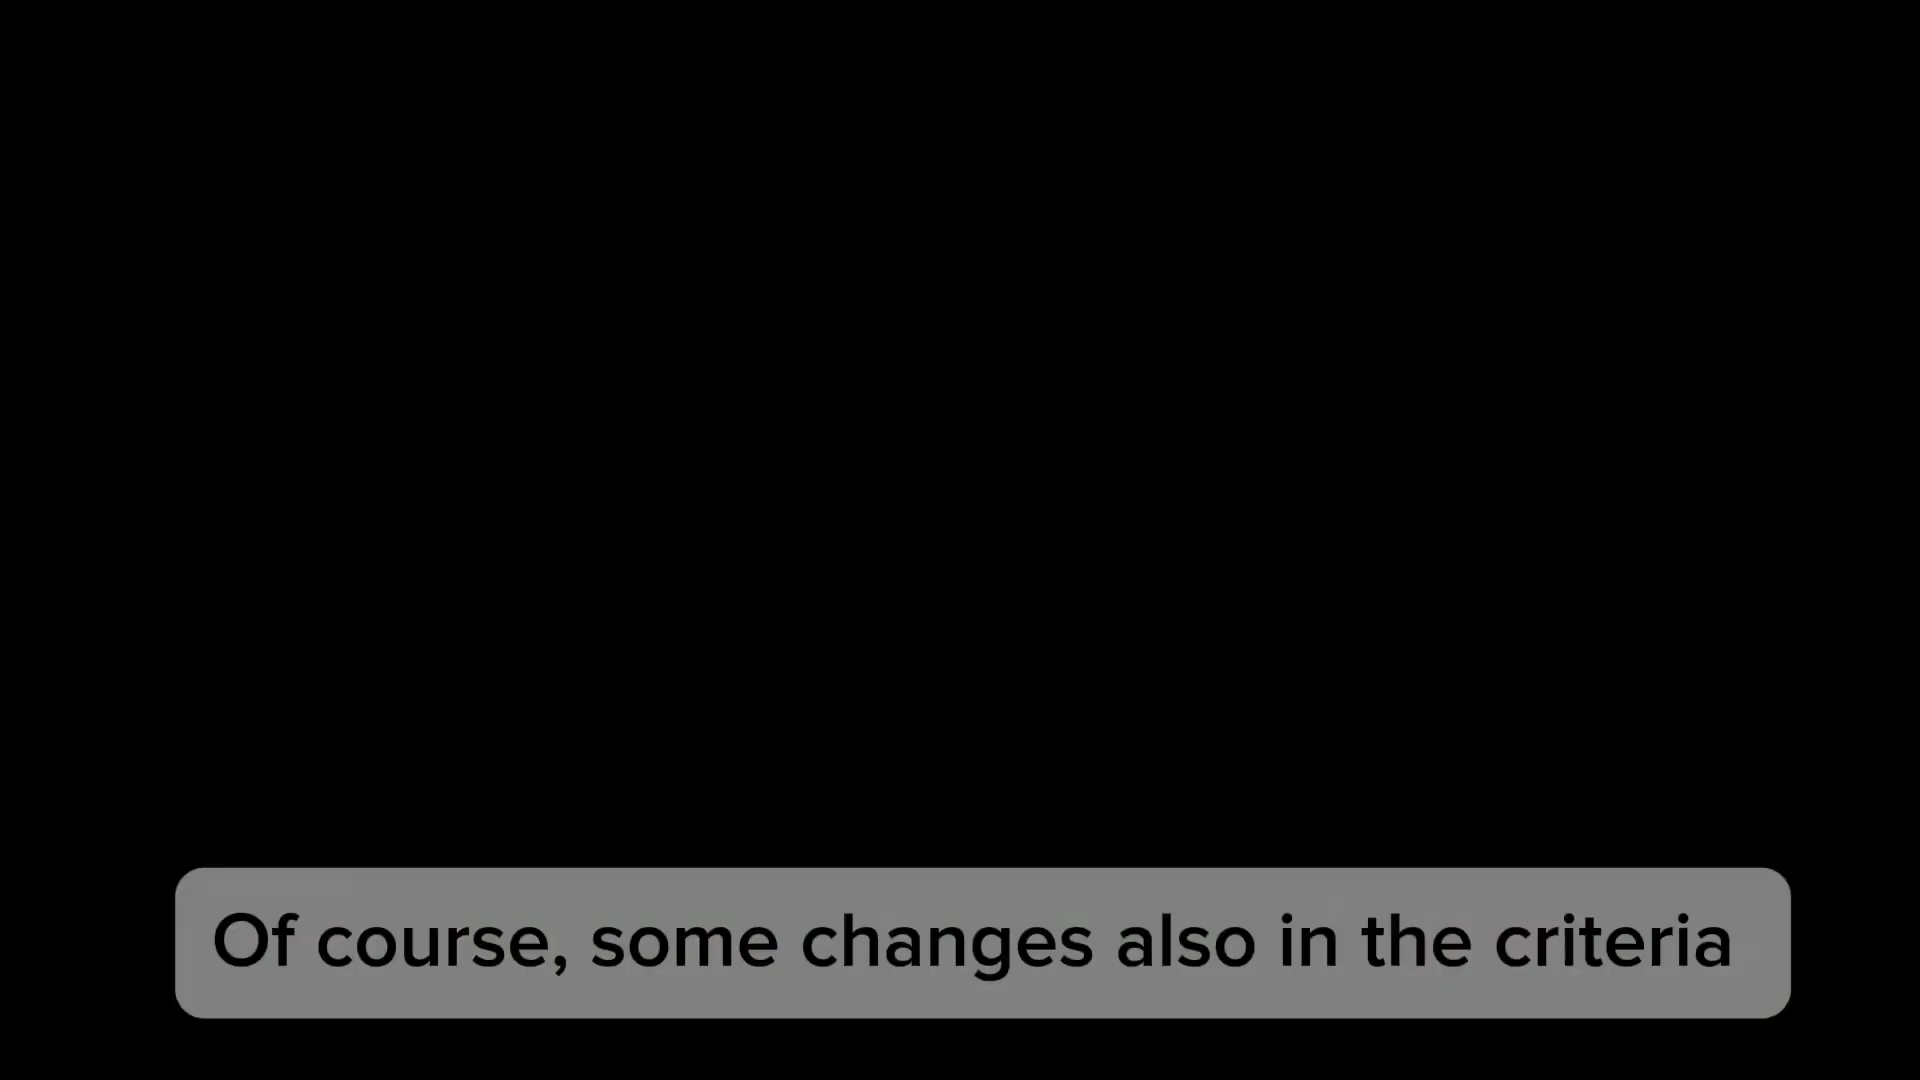 Of course, some changes also in the criteria